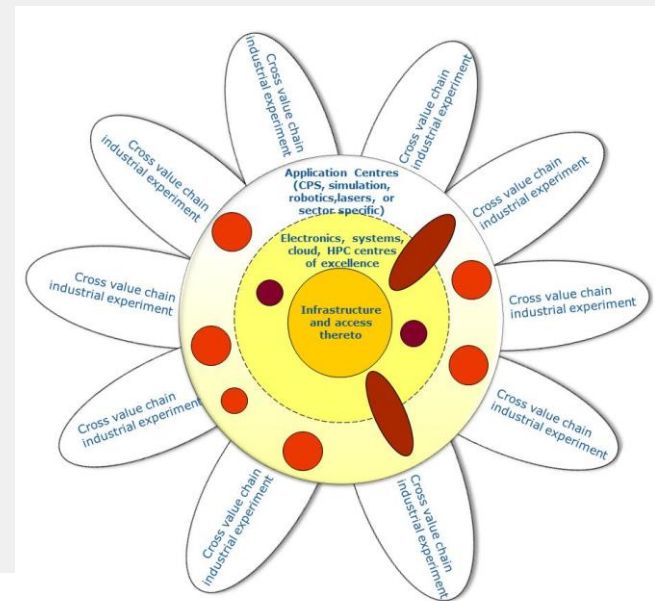 Cross value chain
industrial experiment
Cross value chain
industrial experiment
Cross value chain
industrial experiment
Cross value chain
industrial experiment
Application Centres
(CPS, simulation,
robotics,lasers, or
sector specific)
Electronics, systems,
cloud, HPC centres
of excellence
Infrastructure
and access
thereto
Cross value chain
industrial experiment
Cross value chain
industrial experiment
Cross value chain
industrial experiment
Cross value chain
industrial experiment
Cross value chain
industrial experiment
Cross value chain
industrial experiment